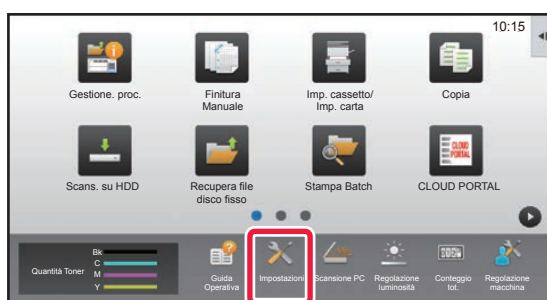 10:15
Gestione. proc.
Finitura
Manuale
Imp. cassetto/
Imp. carta
Copia
CLOUD
PORTAL
Scans. su HDD
Recupera file
disco fisso
Stampa Batch
CLOUD PORTAL
Quantità Toner
Bk
C
M
Y
Guida
Operativa
Impostazioni
Scansione PC
Regolazione
luminosità
Conteggio
tot.
Regolazione
macchina